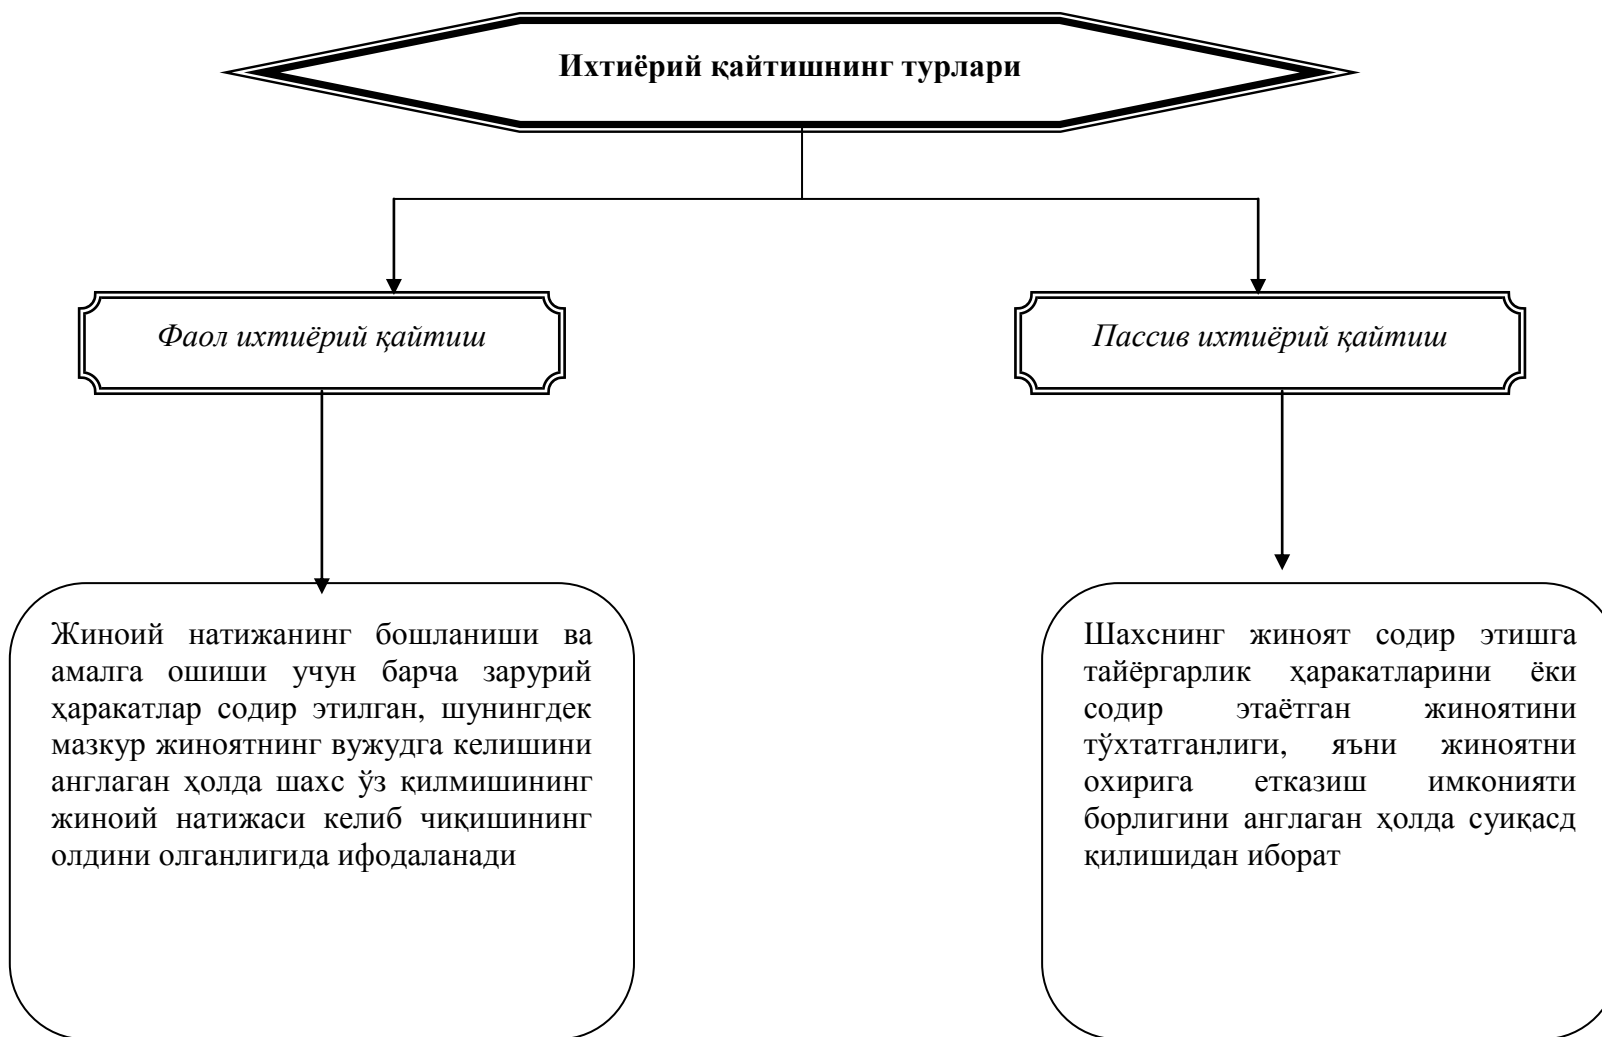 Ихтиёрий қайтишнинг турлари
Фаол ихтиёрий қайтиш
Пассив ихтиёрий қайтиш
Жиноий натижанинг бошланиши ва
амалга ошиши учун барча зарурий
ҳаракатлар содир этилган, шунингдек
мазкур жиноятнинг вужудга келишини
англаган ҳолда шахс ўз қилмишининг
жиноий натижаси келиб чиқишининг
олдини олганлигида ифодаланади
Шахснинг жиноят содир этишга
тайёргарлик ҳаракатларини ёки
содир этаётган жиноятини
тўхтатганлиги, яъни жиноятни
охирига етказиш имконияти
борлигини англаган ҳолда суиқасд
қилишидан иборат